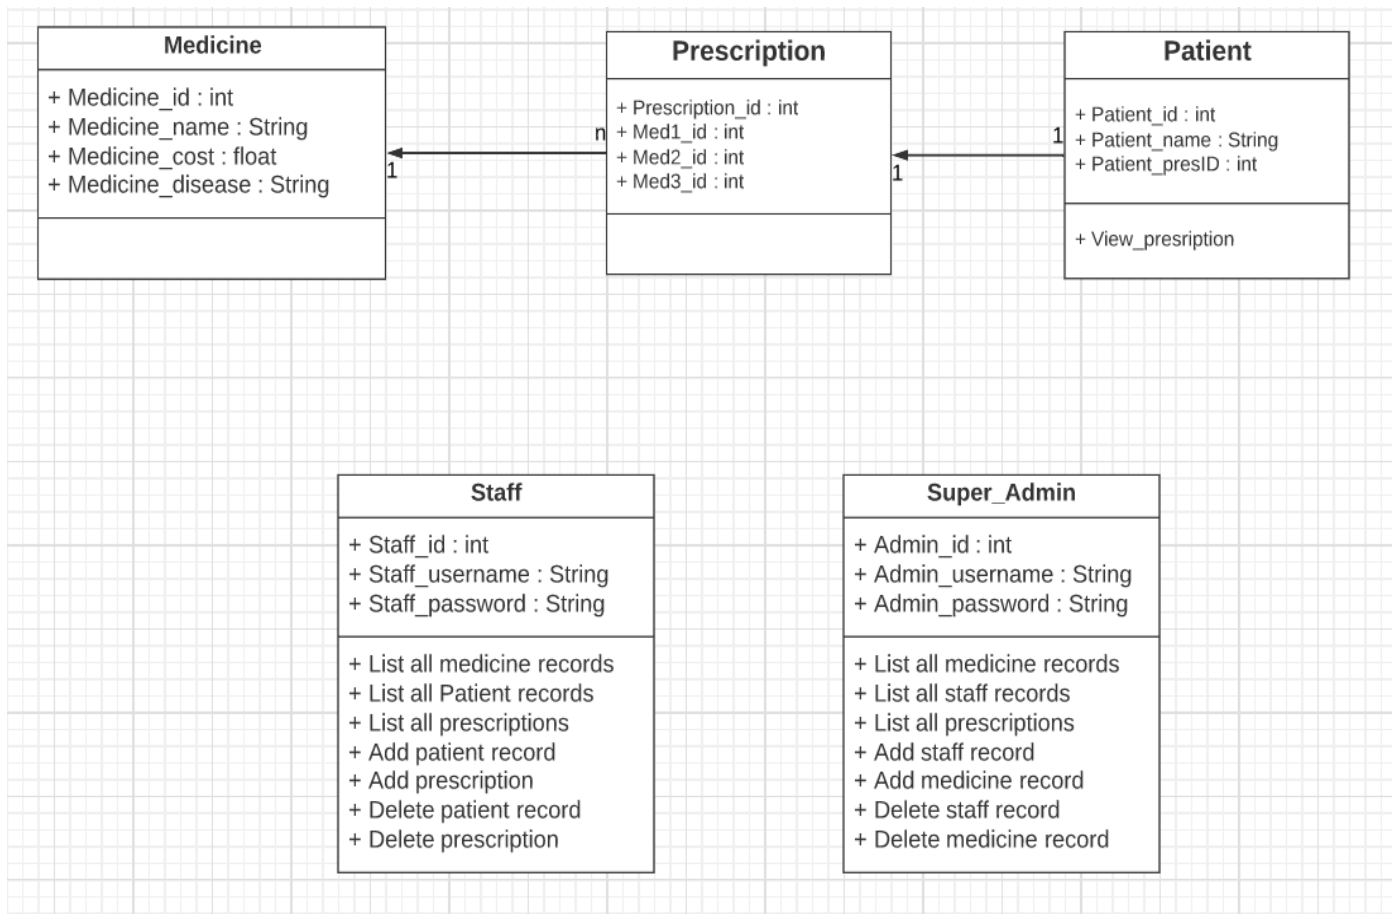 Medicine
+ Medicine_id : int
+ Medicine_name : String
+ Medicine_cost : float
+ Medicine_disease : String
1
n
Prescription
+ Prescription_id : int
+ Med1_id : int
+ Med2_id : int
+ Med3_id : int
1
1
Patient
+ Patient_id : int
+ Patient_name : String
+ Patient_presID : int
+ View_presription
Staff
+ Staff_id : int
+ Staff_username : String
+ Staff_password : String
+ List all medicine records
+ List all Patient records
+ List all prescriptions
+ Add patient record
+ Add prescription
+ Delete patient record
+ Delete prescription
Super_Admin
+ Admin_id : int
+ Admin_username : String
+ Admin_password : String
+ List all medicine records
+ List all staff records
+ List all prescriptions
+ Add staff record
+ Add medicine record
+ Delete staff record
+ Delete medicine record